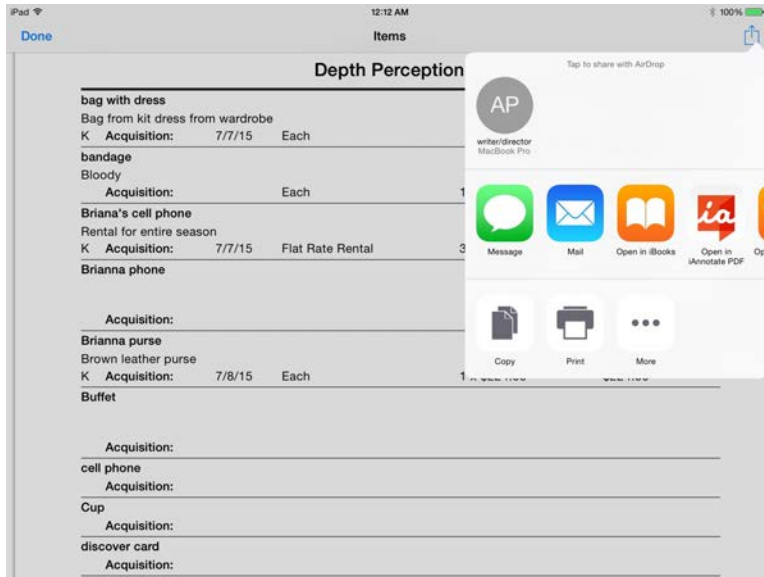 iPad 12:12 AM 100%
Done Items
Depth Perception
Tap to share with AirDrop
AP
writer/director
MacBook Pro
bag with dress
Bag from kit dress from wardrobe
K Acquisition: 7/7/15 Each
bandage
Bloody
Acquisition: Each 1
Briana's cell phone
Rental for entire season
K Acquisition: 7/7/15 Flat Rate Rental 3
Brianna phone
Acquisition:
Brianna purse
Brown leather purse
K Acquisition: 7/8/15 Each 1 x
Buffet
Acquisition:
cell phone
Acquisition:
Cup
Acquisition:
discover card
Acquisition:
ia
Message Mail Open in iBooks Open in
iAnnotate PDF
Copy Print More